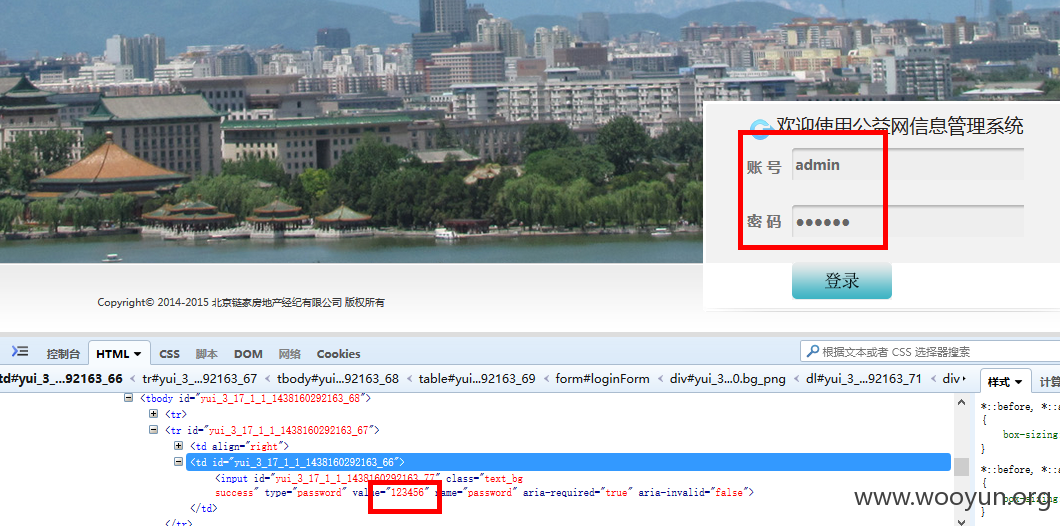 欢迎使用公益网信息管理系统
账 号
admin
密 码
●●●●●●
登录
Copyright© 2014-2015 北京链家房地产经纪有限公司 版权所有
控制台 HTML CSS 脚本 DOM 网络 Cookies
根据文本或者 CSS 选择器搜索
td#yui_3_...92163_66 < tr#yui_3_...92163_67 < tbody#yui...92163_68 < table#yui...92163_69 < form#loginForm < div#yui_3...0.bg_png < dl#yui_3_...92163_71 < div
样式
<tbody id="yui_3_17_1_1_1438160292163_68">
<tr>
<tr id="yui_3_17_1_1_1438160292163_67">
<td align="right">
<td id="yui_3_17_1_1_1438160292163_66">
<input id="yui_3_17_1_1_1438160292163_77" class="text_bg
success" type="password" value="123456" name="password" aria-required="true" aria-invalid="false">
</td>
</tr>
*::before, *::a
{
box-sizing
}
*::before, *::a
{
box-sizing
}
www.wooyun.org